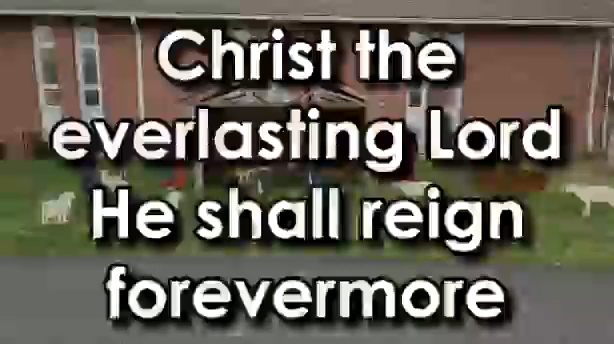 Christ the
everlasting Lord
He shall reign
forevermore